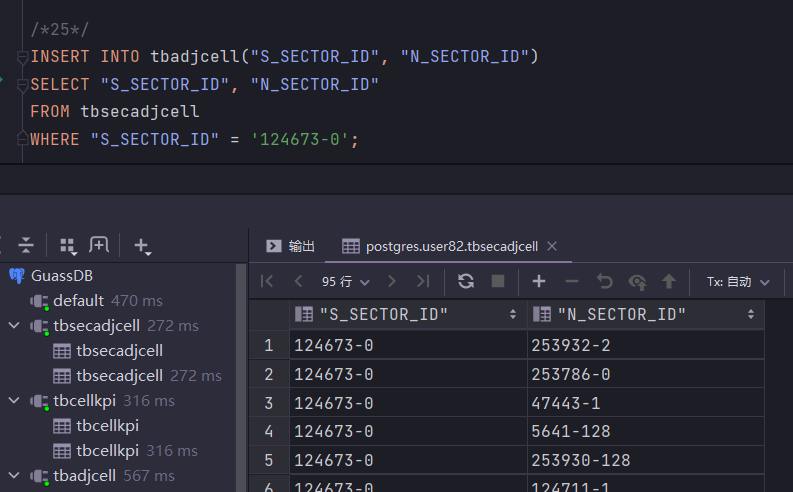 /*25*/
INSERT INTO tbadjcell("S_SECTOR_ID", "N_SECTOR_ID")
SELECT "S_SECTOR_ID", "N_SECTOR_ID"
FROM tbsecadjcell
WHERE "S_SECTOR_ID" = '124673-0';
输出
postgres.user82.tbsecadjcell
95 行
Tx: 自动
GuassDB
default 470 ms
tbsecadjcell 272 ms
tbsecadjcell
tbsecadjcell 272 ms
tbcellkpi 316 ms
tbcellkpi
tbcellkpi 316 ms
tbadjcell 567 ms
"S_SECTOR_ID" "N_SECTOR_ID"
1 124673-0 253932-2
2 124673-0 253786-0
3 124673-0 47443-1
4 124673-0 5641-128
5 124673-0 253930-128
6 124673-0 124711-1